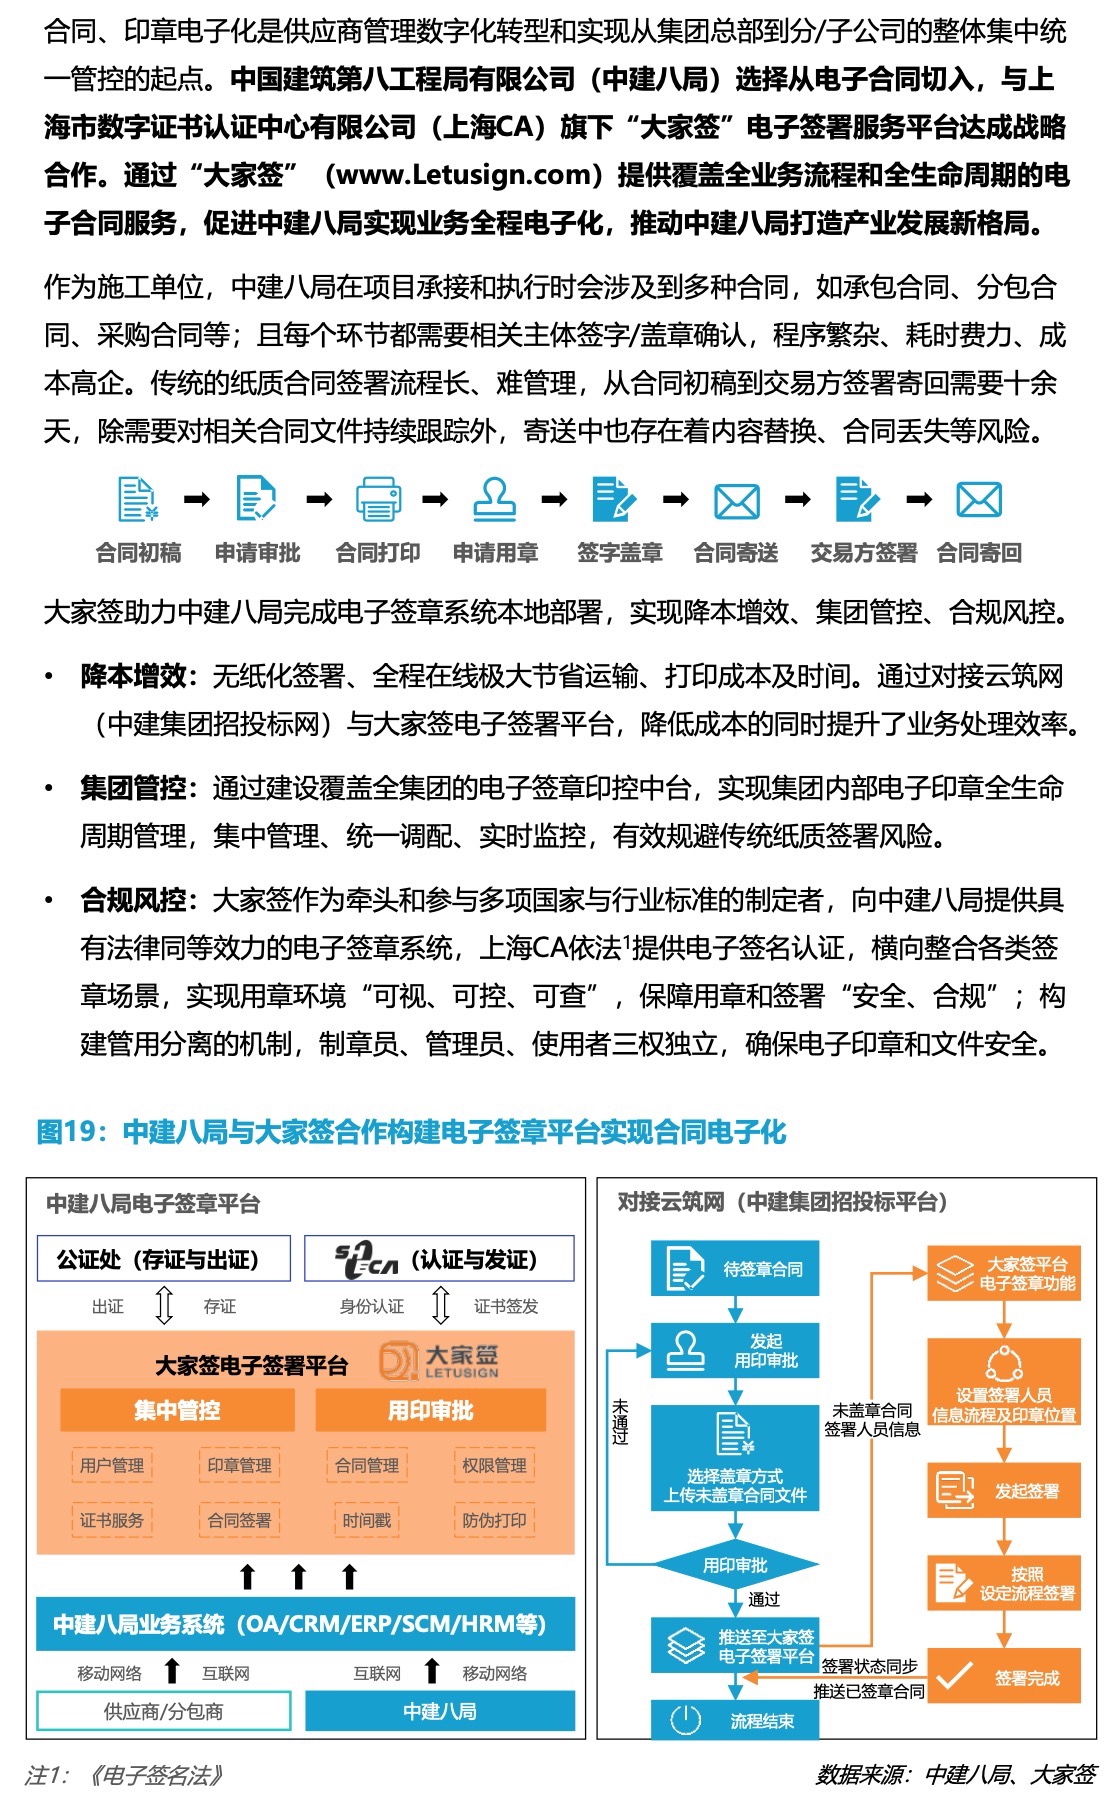 合同、印章电子化是供应商管理数字化转型和实现从集团总部到分/子公司的整体集中统
一管控的起点。中国建筑第八工程局有限公司（中建八局）选择从电子合同切入，与上
海市数字证书认证中心有限公司（上海CA）旗下“大家签”电子签署服务平台达成战略
合作。通过“大家签”（www.Letusign.com）提供覆盖全业务流程和全生命周期的电
子合同服务，促进中建八局实现业务全程电子化，推动中建八局打造产业发展新格局。
作为施工单位，中建八局在项目承接和执行时会涉及到多种合同，如承包合同、分包合
同、采购合同等；且每个环节都需要相关主体签字/盖章确认，程序繁杂、耗时费力、成
本高企。传统的纸质合同签署流程长、难管理，从合同初稿到交易方签署寄回需要十余
天，除需要对相关合同文件持续跟踪外，寄送中也存在着内容替换、合同丢失等风险。
合同初稿 申请审批 合同打印 申请用章 签字盖章 合同寄送 交易方签署 合同寄回
大家签助力中建八局完成电子签章系统本地部署，实现降本增效、集团管控、合规风控。
• 降本增效：无纸化签署、全程在线极大节省运输、打印成本及时间。通过对接云筑网
（中建集团招投标网）与大家签电子签署平台，降低成本的同时提升了业务处理效率。
• 集团管控：通过建设覆盖全集团的电子签章印控中台，实现集团内部电子印章全生命
周期管理，集中管理、统一调配、实时监控，有效规避传统纸质签署风险。
• 合规风控：大家签作为牵头和参与多项国家与行业标准的制定者，向中建八局提供具
有法律同等效力的电子签章系统，上海CA依法1提供电子签名认证，横向整合各类签
章场景，实现用章环境“可视、可控、可查”，保障用章和签署“安全、合规”；构
建管用分离的机制，制章员、管理员、使用者三权独立，确保电子印章和文件安全。
图19：中建八局与大家签合作构建电子签章平台实现合同电子化
中建八局电子签章平台
公证处（存证与出证）
SHECA（认证与发证）
出证 存证 身份认证 证书签发
大家签电子签署平台 大家签
LETUSIGN
集中管控 用印审批
用户管理 印章管理 合同管理 权限管理
证书服务 合同签署 时间戳 防伪打印
中建八局业务系统（OA/CRM/ERP/SCM/HRM等）
移动网络 互联网 互联网 移动网络
供应商/分包商 中建八局
对接云筑网（中建集团招投标平台）
待签章合同
发起
用印审批
未通过
选择盖章方式
上传未盖章合同文件
用印审批
通过
推送至大家签
电子签署平台
流程结束
未盖章合同
签署人员信息
大家签平台
电子签章功能
设置签署人员
信息流程及印章位置
发起签署
按照
设定流程签署
签署完成
签署状态同步
推送已签章合同
注1：《电子签名法》
数据来源：中建八局、大家签